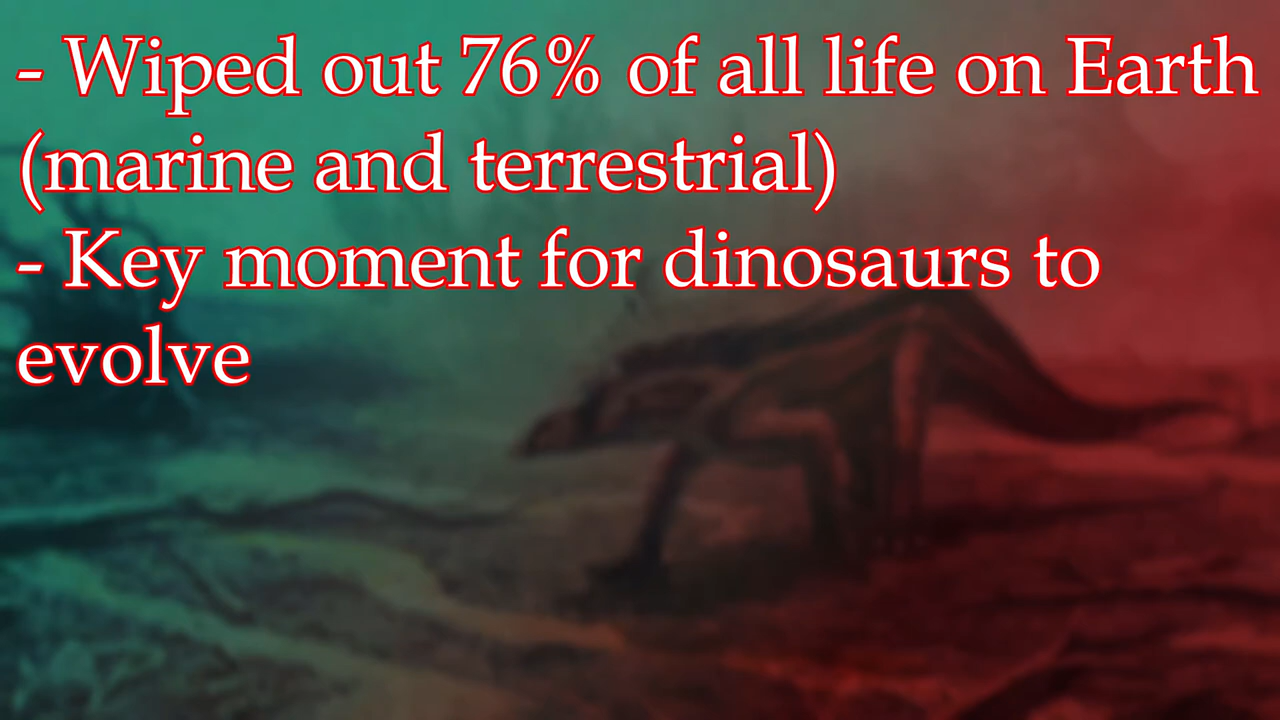 - Wiped out 76% of all life on Earth
(marine and terrestrial)
- Key moment for dinosaurs to
evolve